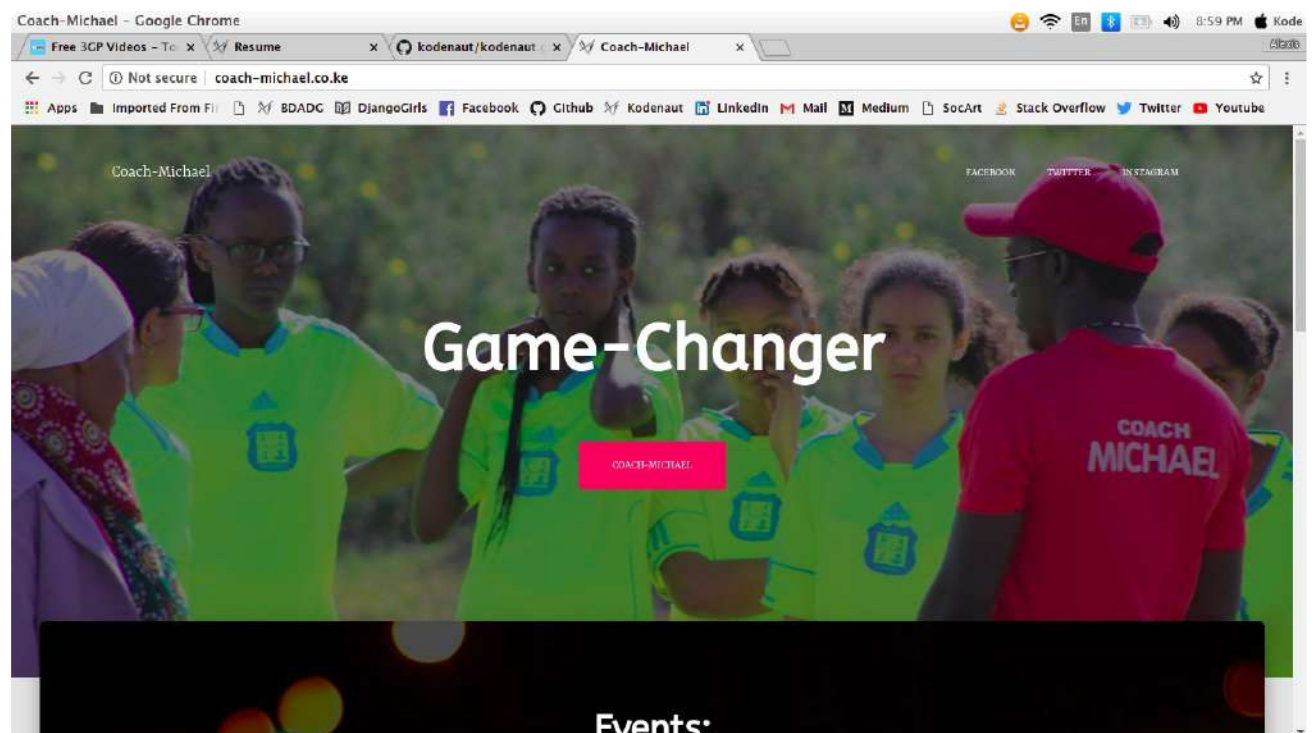 Coach-Michael - Google Chrome
En
8:59 PM
Kode
Free 3GP Videos - To
Resume
kodenaut/kodenaut.
Coach-Michael
Not secure
coach-michael.co.ke
Apps
Imported From Fi
BDADG
DjangoGirls
Facebook
Github
Kodenaut
LinkedIn
Mail
Medium
SocArt
Stack Overflow
Twitter
Youtube
Coach-Michael
FACEBOOK
TWITTER
INSTAGRAM
Game-Changer
COACH-MICHAEL
COACH
MICHAEL
Events: